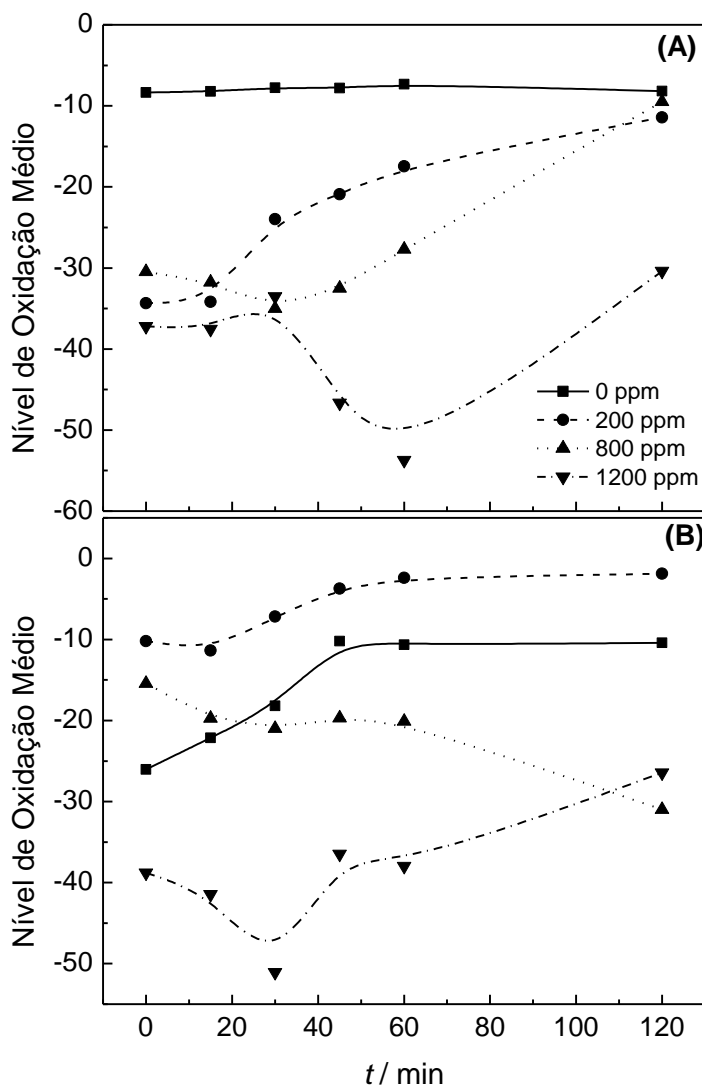 (A)
0
-10
-20
-30
-40
-50
-60
Nível de Oxidação Médio
0 ppm
200 ppm
800 ppm
1200 ppm
(B)
0
-10
-20
-30
-40
-50
Nível de Oxidação Médio
0 20 40 60 80 100 120
t / min